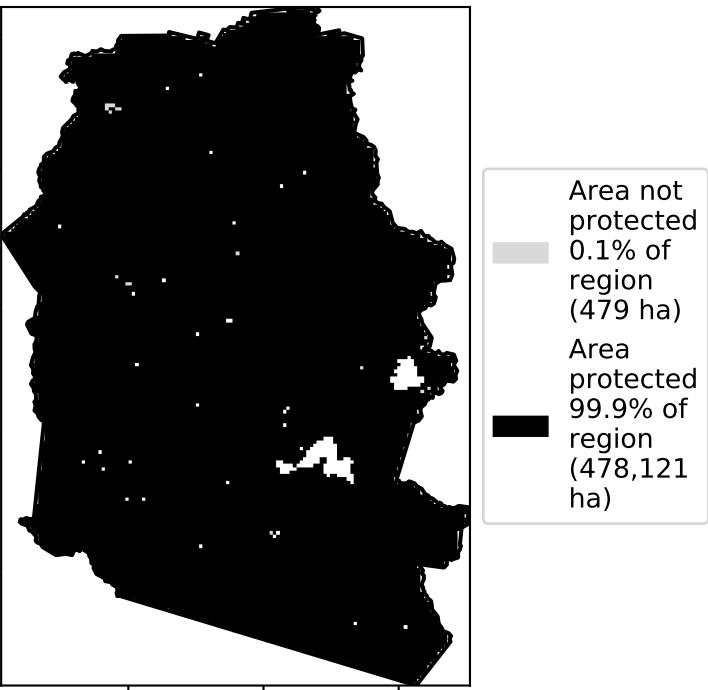 Area not
protected
0.1% of
region
(479 ha)
Area
protected
99.9% of
region
(478,121
ha)